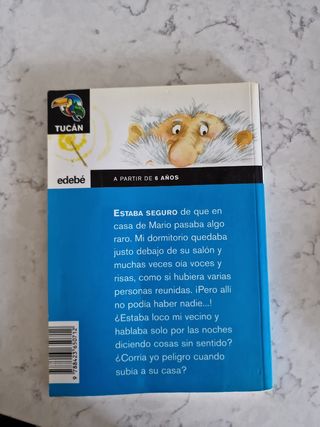 TUCÁN
edebé
A PARTIR DE 6 AÑOS
ESTABA SEGURO de que en
casa de Mario pasaba algo
raro. Mi dormitorio quedaba
justo debajo de su salón y
muchas veces oía voces y
risas, como si hubiera varias
personas reunidas. ¡Pero allí
no podía haber nadie...!
¿Estaba loco mi vecino y
hablaba solo por las noches
diciendo cosas sin sentido?
¿Corría yo peligro cuando
subía a su casa?
9 788423 650712